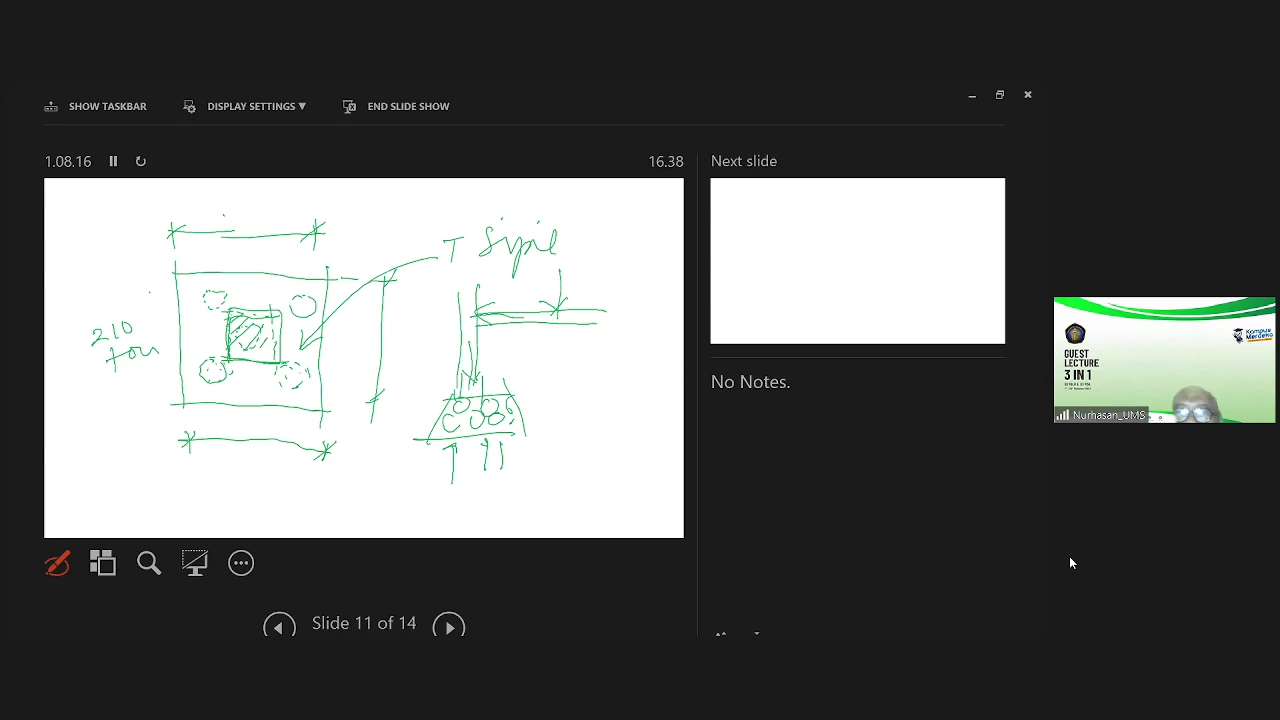 SHOW TASKBAR
DISPLAY SETTINGS ▼
END SLIDE SHOW
1.08.16
16.38
Next slide
T Sipil
210
ton
No Notes.
Slide 11 of 14
Kampus
Merdeka
GUEST
LECTURE
3 IN 1
Nurhasan_UMS